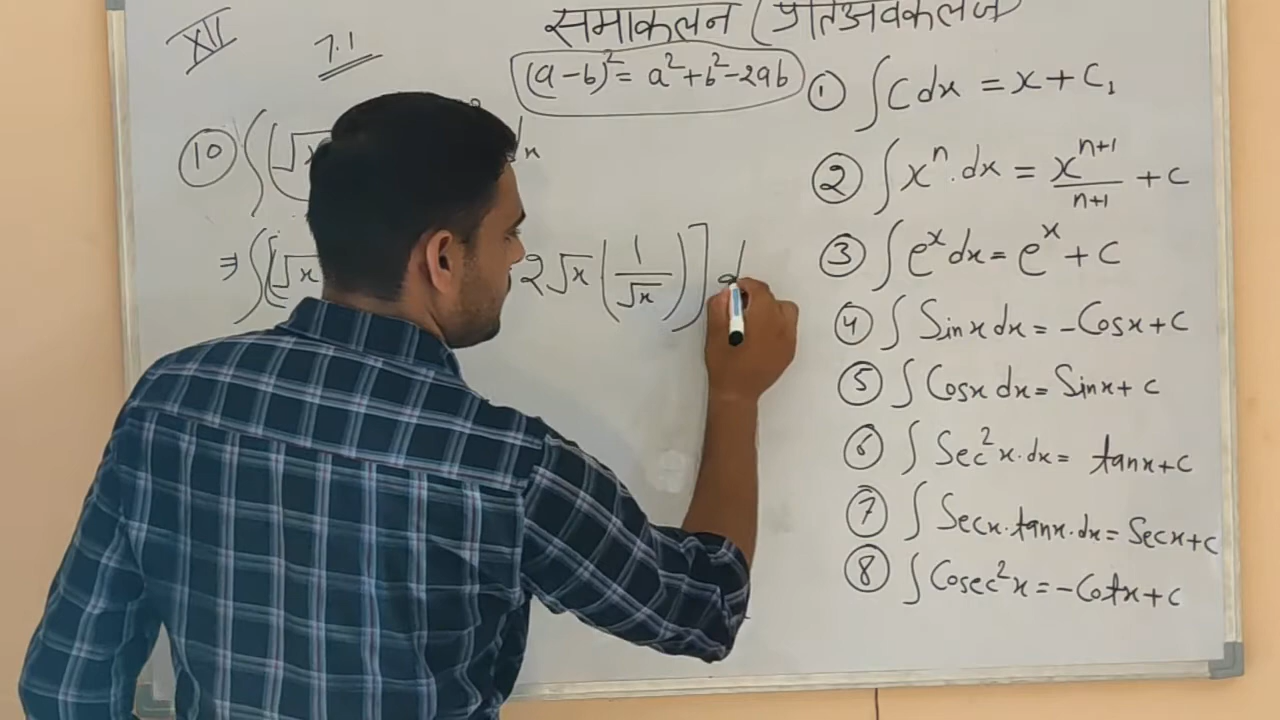 समाकलन (प्रतिअवकलज)
XII
7.1
(a-b)² = a²+b²-2ab
① ∫C dx = x + C₁
⑩ ∫(√x dx
② ∫xⁿ.dx = xⁿ⁺¹/n+1 + c
⇒ ∫[(√x 2√x (1/√x)] d
③ ∫eˣdx = eˣ + C
④ ∫Sinx dx = -Cosx + C
⑤ ∫Cosx dx = Sinx + c
⑥ ∫Sec²x.dx = tanx+c
⑦ ∫Secx.tanx.dx = Secx+c
⑧ ∫Cosec²x = -Cotx+c